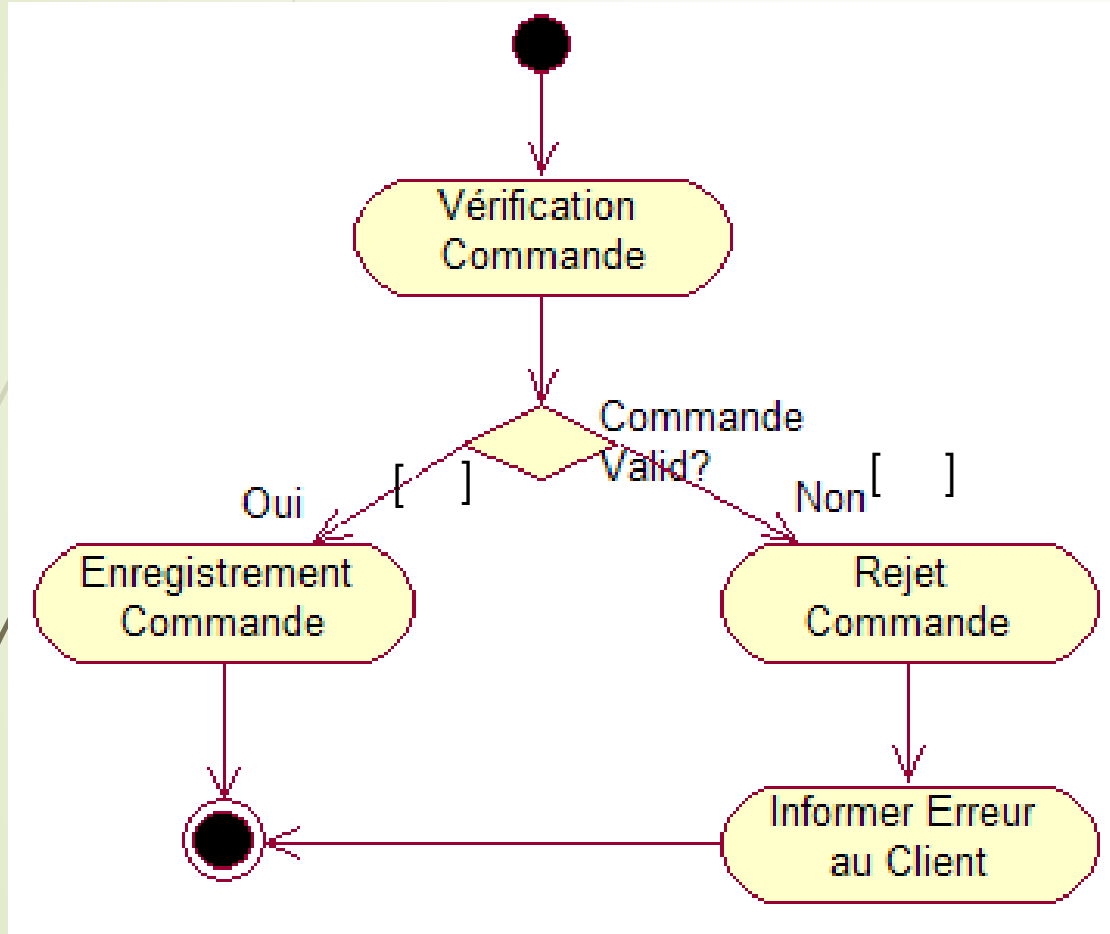 Vérification
Commande
Commande
Valid?
Oui
[ ]
Non
[ ]
Enregistrement
Commande
Rejet
Commande
Informer Erreur
au Client